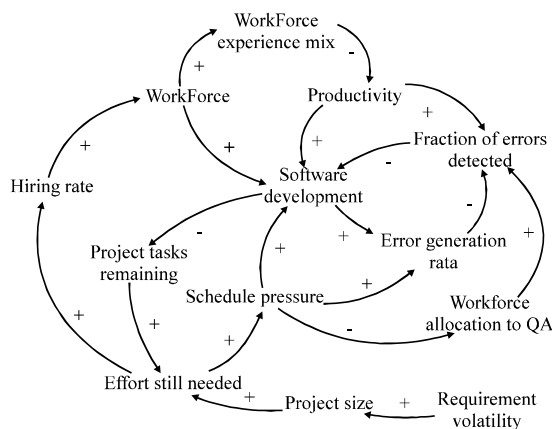 WorkForce
experience mix
+
-
WorkForce
Productivity
+
+
+
+
Fraction of errors
detected
-
Hiring rate
Software
development
-
-
+
+
Error generation
rata
Project tasks
remaining
+
+
Schedule pressure
+
Workforce
allocation to QA
+
+
+
-
Effort still needed
+
Project size
+
Requirement
volatility